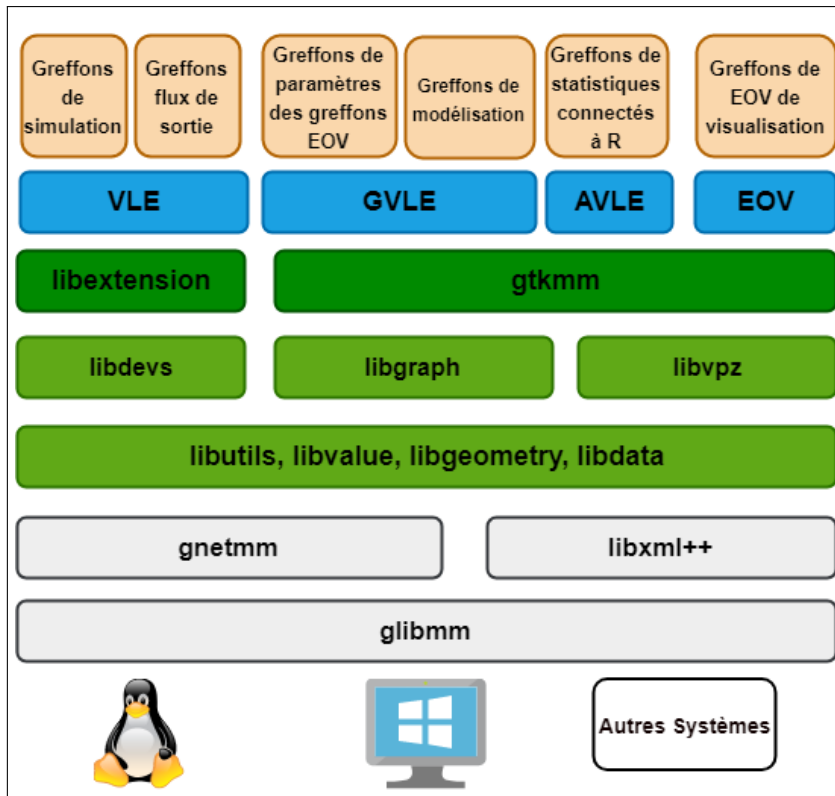 Greffons
de
simulation
Greffons
flux de
sortie
Greffons de
paramètres
des greffons
EOV
Greffons de
modélisation
Greffons de
statistiques
connectés
à R
Greffons de
EOV de
visualisation
VLE
GVLE
AVLE
EOV
libextension
gtkmm
libdevs
libgraph
libvpz
libutils, libvalue, libgeometry, libdata
gnetmm
libxml++
glibmm
Autres Systèmes